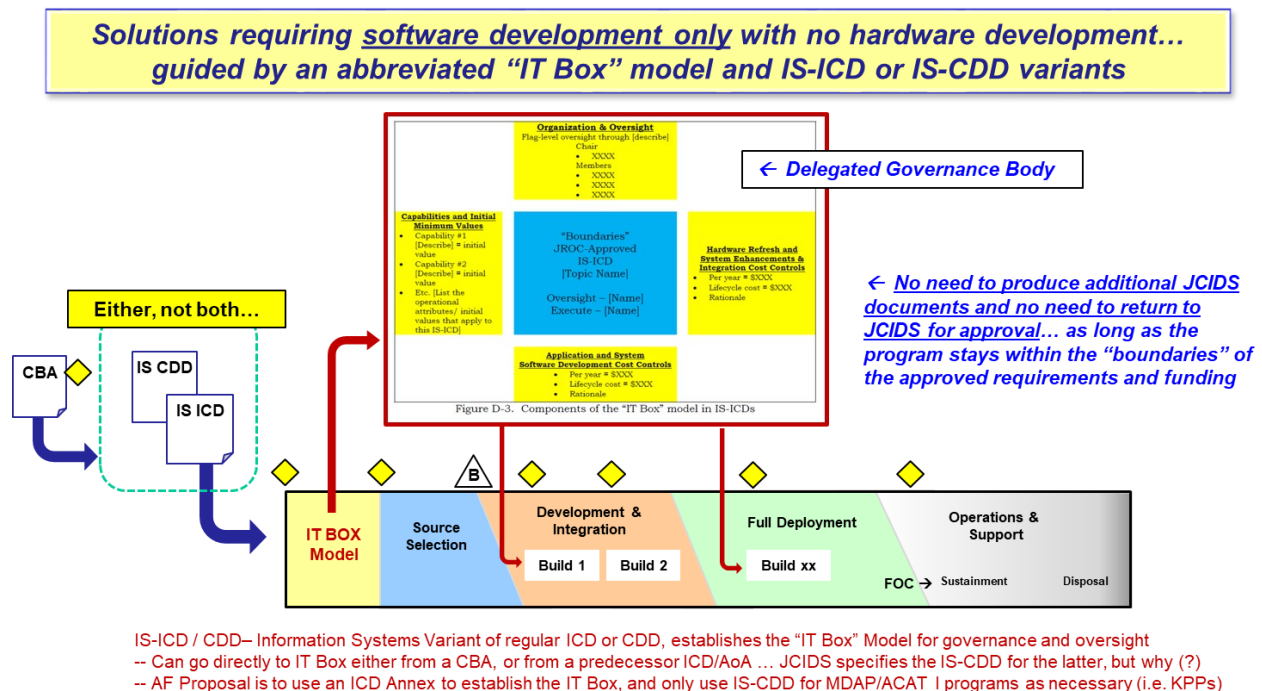 Solutions requiring software development only with no hardware development…
guided by an abbreviated “IT Box” model and IS-ICD or IS-CDD variants
Organization & Oversight
Flag-level oversight through [describe]
Chair
• XXXX
Members
• XXXX
• XXXX
• XXXX
← Delegated Governance Body
Capabilities and Initial
Minimum Values
• Capability #1
[Describe] = initial
value
• Capability #2
[Describe] = initial
value
• Etc. [List the
operational
attributes/ initial
values that apply to
this IS-ICD]
“Boundaries”
JROC-Approved
IS-ICD
[Topic Name]
Oversight – [Name]
Execute – [Name]
Hardware Refresh and
System Enhancements &
Integration Cost Controls
• Per year = $XXX
• Lifecycle cost = $XXX
• Rationale
Application and System
Software Development Cost Controls
• Per year = $XXX
• Lifecycle cost = $XXX
• Rationale
Figure D-3. Components of the “IT Box” model in IS-ICDs
← No need to produce additional JCIDS
documents and no need to return to
JCIDS for approval… as long as the
program stays within the “boundaries” of
the approved requirements and funding
Either, not both…
CBA
IS CDD
IS ICD
B
IT BOX
Model
Source
Selection
Development &
Integration
Build 1
Build 2
Full Deployment
Build xx
Operations &
Support
FOC → Sustainment
Disposal
IS-ICD / CDD– Information Systems Variant of regular ICD or CDD, establishes the “IT Box” Model for governance and oversight
-- Can go directly to IT Box either from a CBA, or from a predecessor ICD/AoA … JCIDS specifies the IS-CDD for the latter, but why (?)
-- AF Proposal is to use an ICD Annex to establish the IT Box, and only use IS-CDD for MDAP/ACAT I programs as necessary (i.e. KPPs)